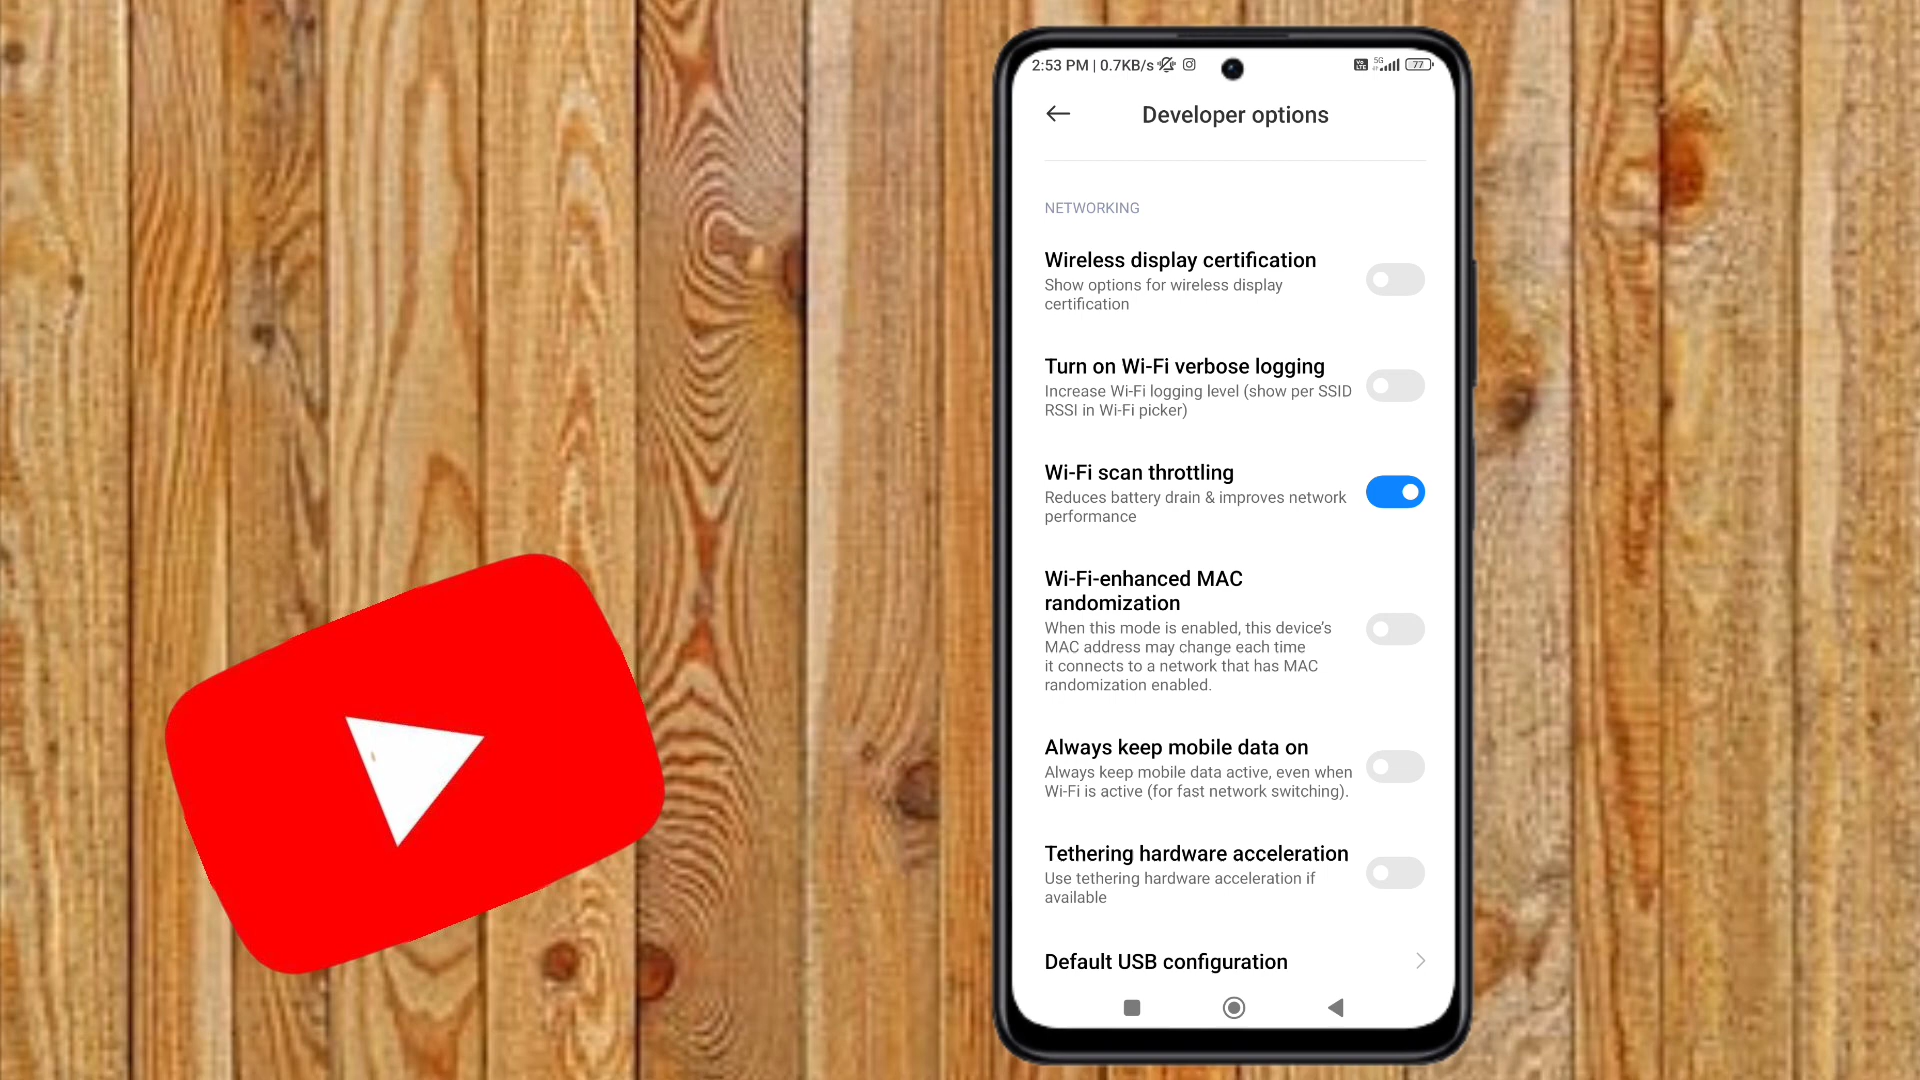 2:53 PM | 0.7KB/s
Vo LTE 5G 77
Developer options
NETWORKING
Wireless display certification
Show options for wireless display
certification
Turn on Wi-Fi verbose logging
Increase Wi-Fi logging level (show per SSID
RSSI in Wi-Fi picker)
Wi-Fi scan throttling
Reduces battery drain & improves network
performance
Wi-Fi-enhanced MAC
randomization
When this mode is enabled, this device’s
MAC address may change each time
it connects to a network that has MAC
randomization enabled.
Always keep mobile data on
Always keep mobile data active, even when
Wi-Fi is active (for fast network switching).
Tethering hardware acceleration
Use tethering hardware acceleration if
available
Default USB configuration